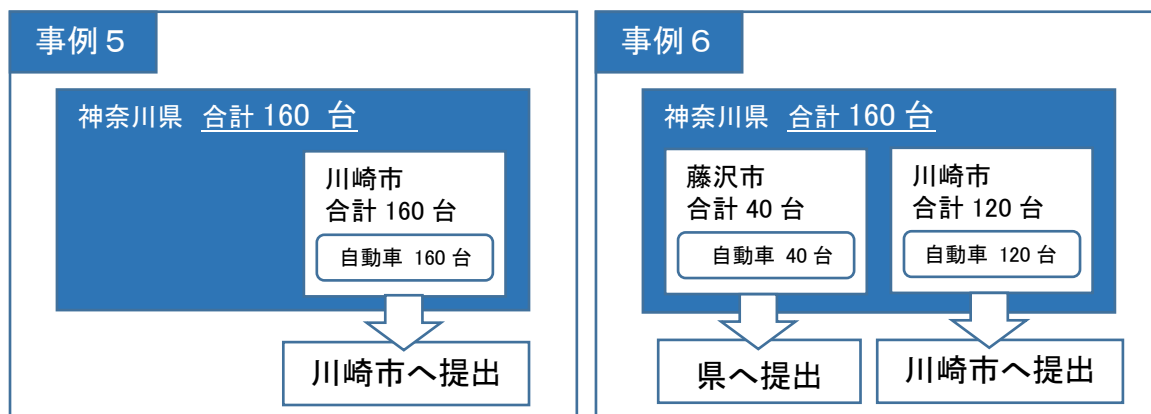 事例５
神奈川県 合計 160 台
川崎市
合計 160 台
自動車 160 台
川崎市へ提出
事例６
神奈川県 合計 160 台
藤沢市
合計 40 台
自動車 40 台
県へ提出
川崎市
合計 120 台
自動車 120 台
川崎市へ提出